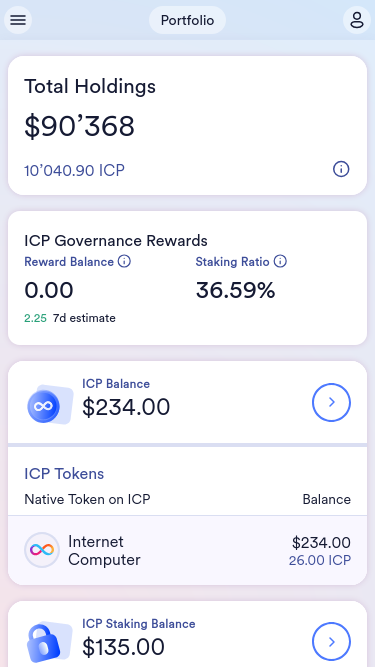 Portfolio
Total Holdings
$90’368
10’040.90 ICP
ICP Governance Rewards
Reward Balance Staking Ratio
0.00 36.59%
2.25 7d estimate
ICP Balance
$234.00
ICP Tokens
Native Token on ICP Balance
Internet Computer $234.00
26.00 ICP
ICP Staking Balance
$135.00